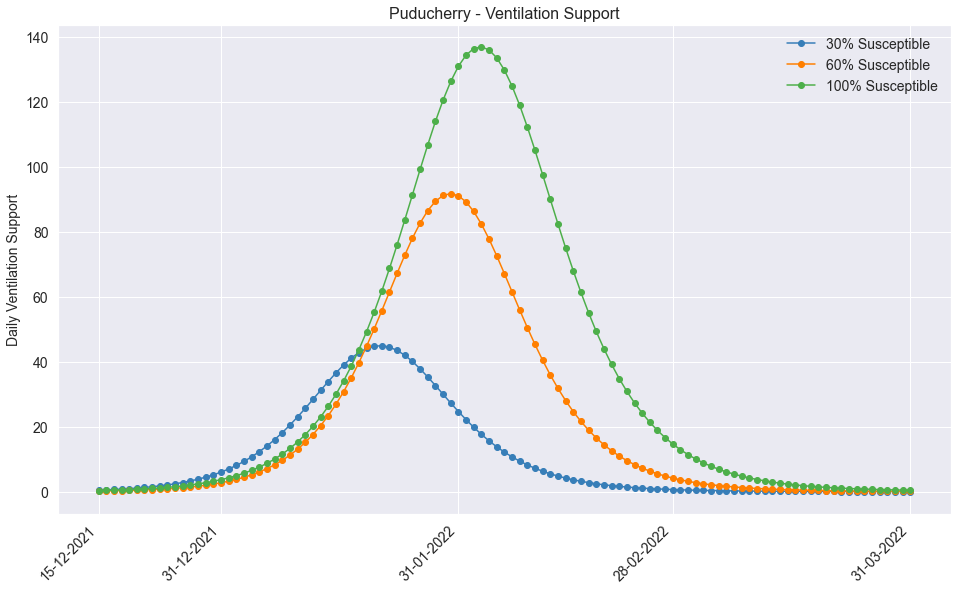 Puducherry - Ventilation Support
30% Susceptible
60% Susceptible
100% Susceptible
Daily Ventilation Support
140
120
100
80
60
40
20
0
15-12-2021
31-12-2021
31-01-2022
28-02-2022
31-03-2022